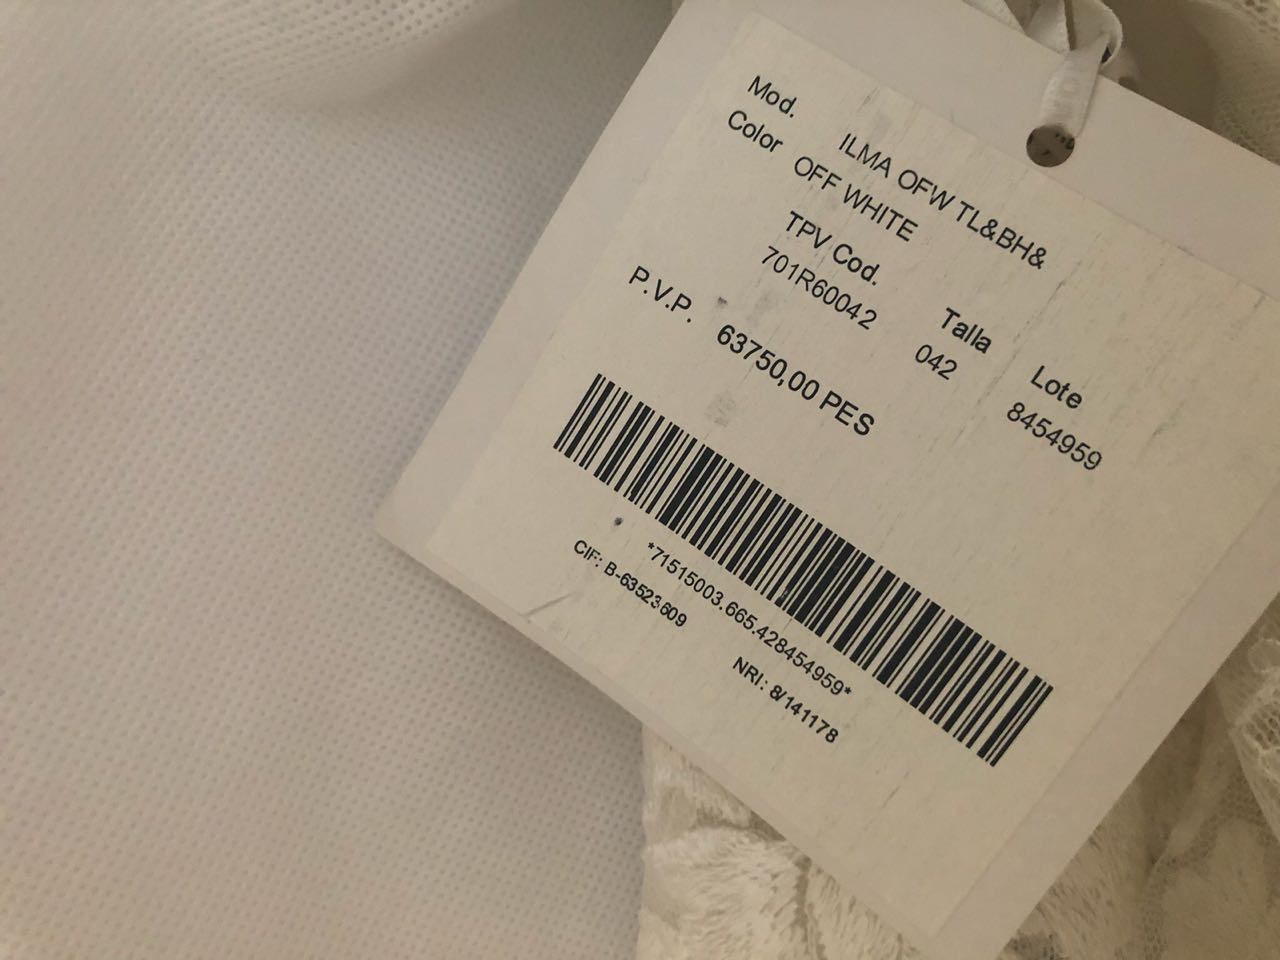 Mod. ILMA OFW TL&BH&
Color OFF WHITE
TPV Cod. Talla Lote
701R60042 042 8454959
P.V.P. 63750,00 PES
*71515003.665.428454959*
CIF: B-63523609 NRI: 8/141178